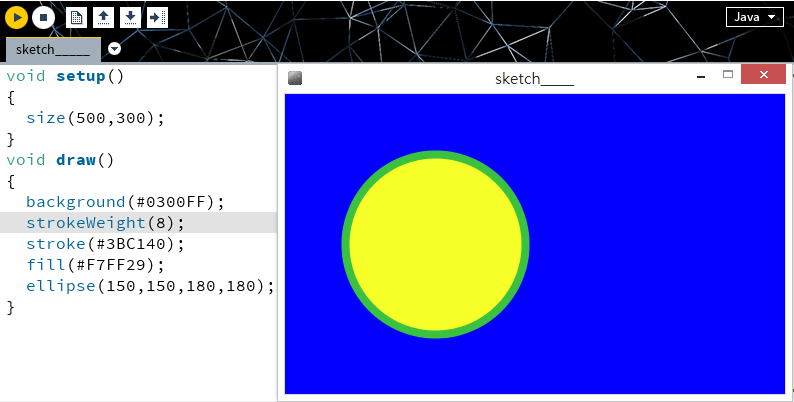 Java
sketch_____
void setup()
{
  size(500,300);
}
void draw()
{
  background(#0300FF);
  strokeWeight(8);
  stroke(#3BC140);
  fill(#F7FF29);
  ellipse(150,150,180,180);
}
sketch____